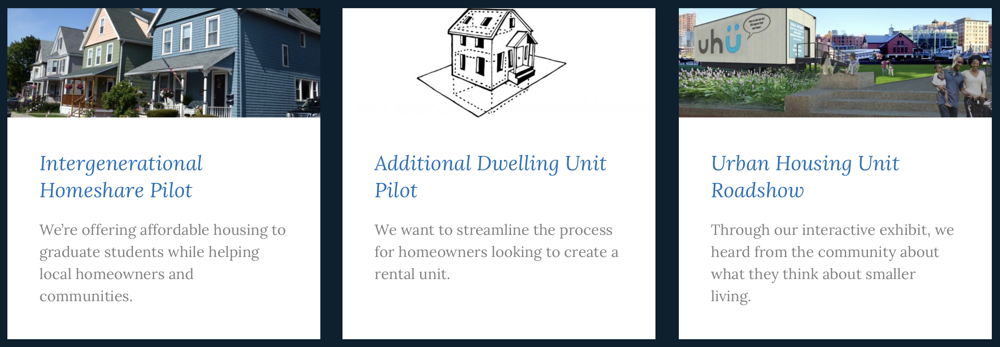 uhü
Intergenerational
Homeshare Pilot
We’re offering affordable housing to
graduate students while helping
local homeowners and
communities.
Additional Dwelling Unit
Pilot
We want to streamline the process
for homeowners looking to create a
rental unit.
Urban Housing Unit
Roadshow
Through our interactive exhibit, we
heard from the community about
what they think about smaller
living.